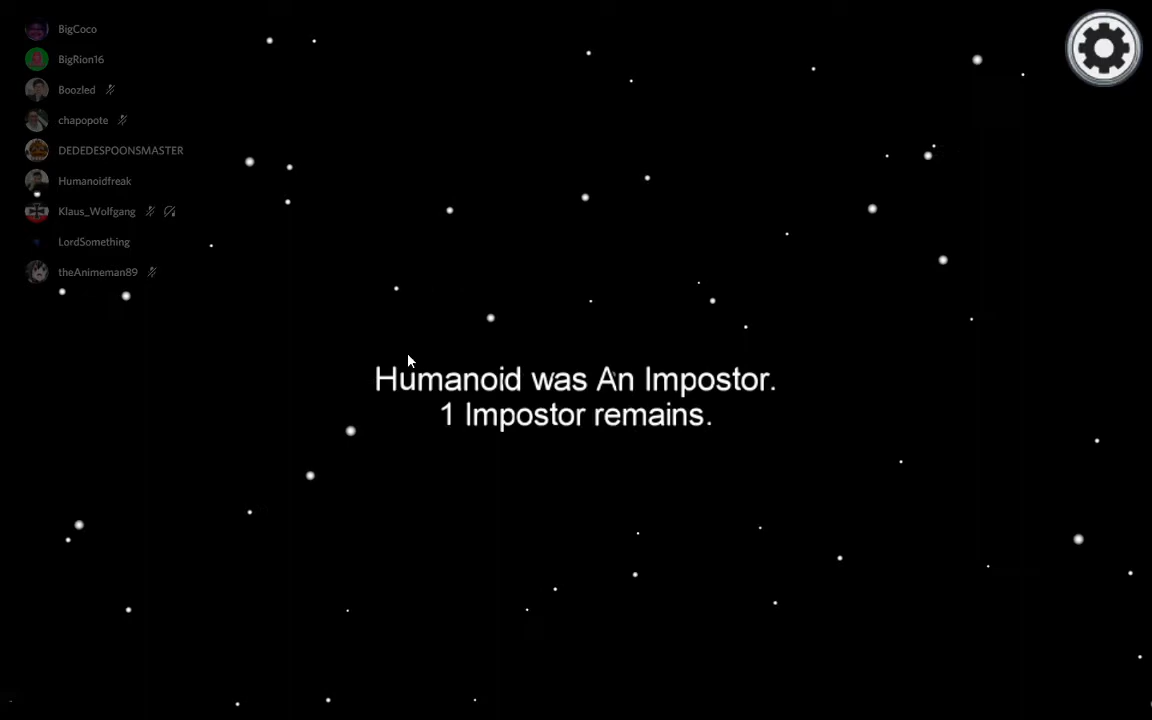 BigCoco
BigRion16
Boozled
chapopote
DEDEDESPOONSMASTER
Humanoidfreak
Klaus_Wolfgang
LordSomething
theAnimeman89
Humanoid was An Impostor.
1 Impostor remains.